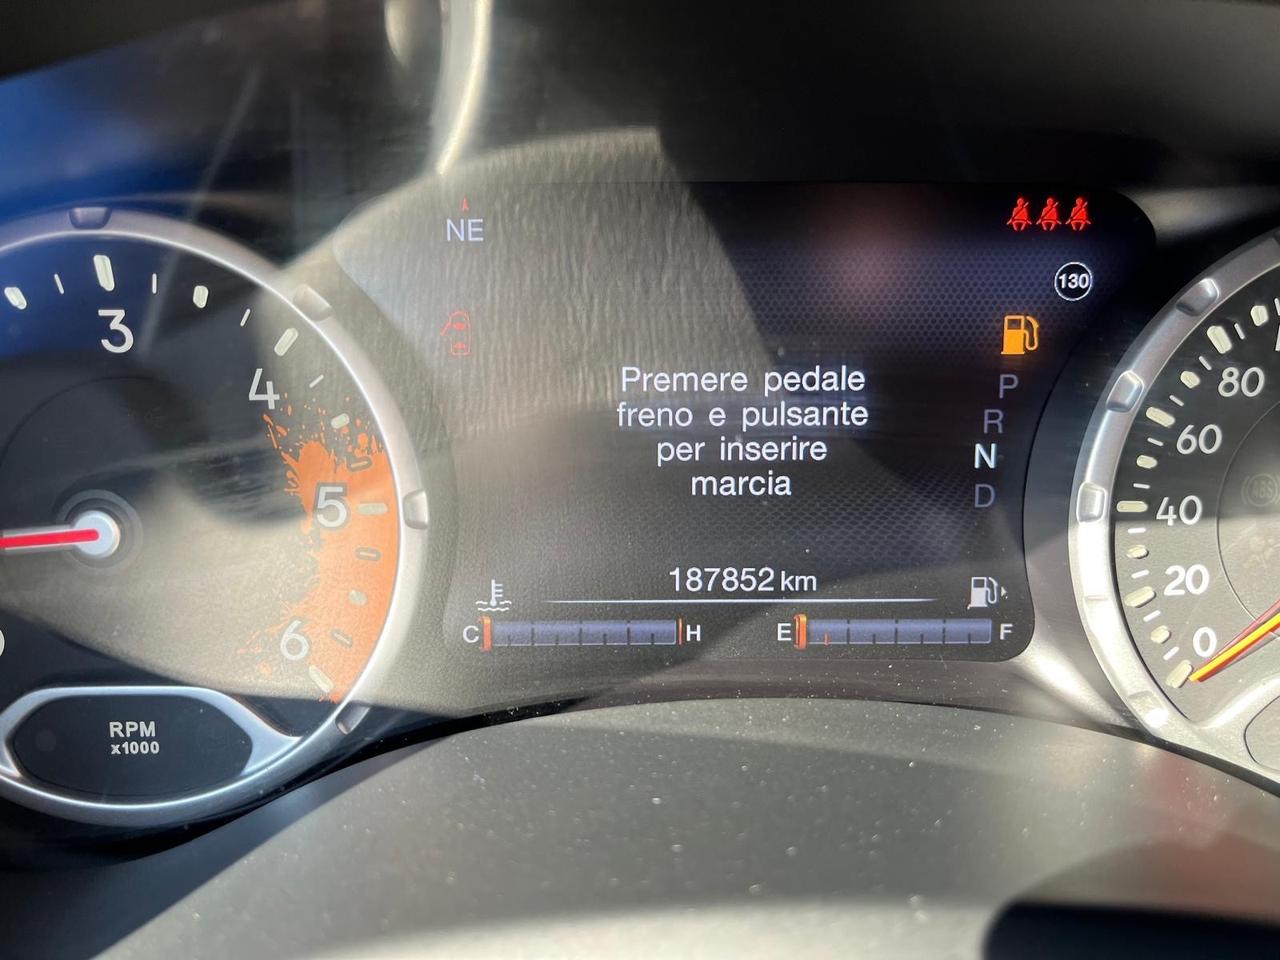 NE
130
3
4
5
6
Premere pedale
freno e pulsante
per inserire
marcia
P
R
N
D
187852 km
C H
E F
RPM
x1000
80
60
40
20
0